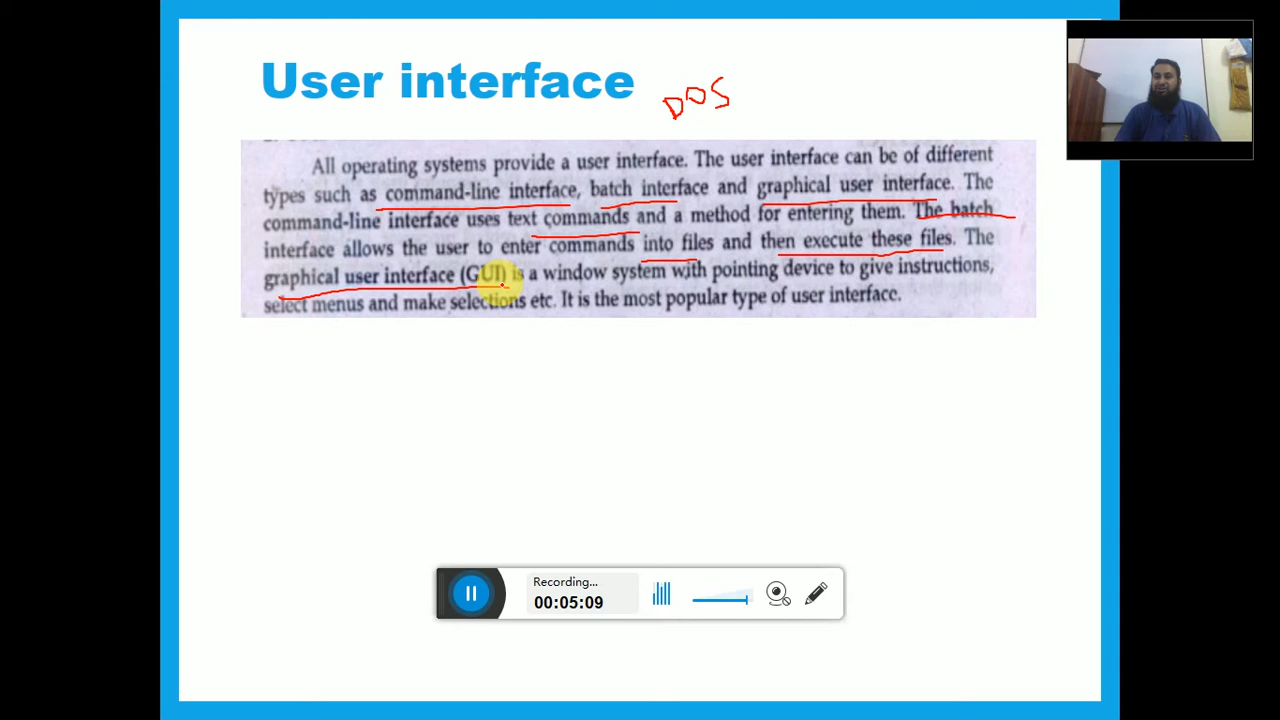 User interface
DOS
All operating systems provide a user interface. The user interface can be of different
types such as command-line interface, batch interface and graphical user interface. The
command-line interface uses text commands and a method for entering them. The batch
interface allows the user to enter commands into files and then execute these files. The
graphical user interface (GUI) is a window system with pointing device to give instructions,
select menus and make selections etc. It is the most popular type of user interface.
Recording...
00:05:09